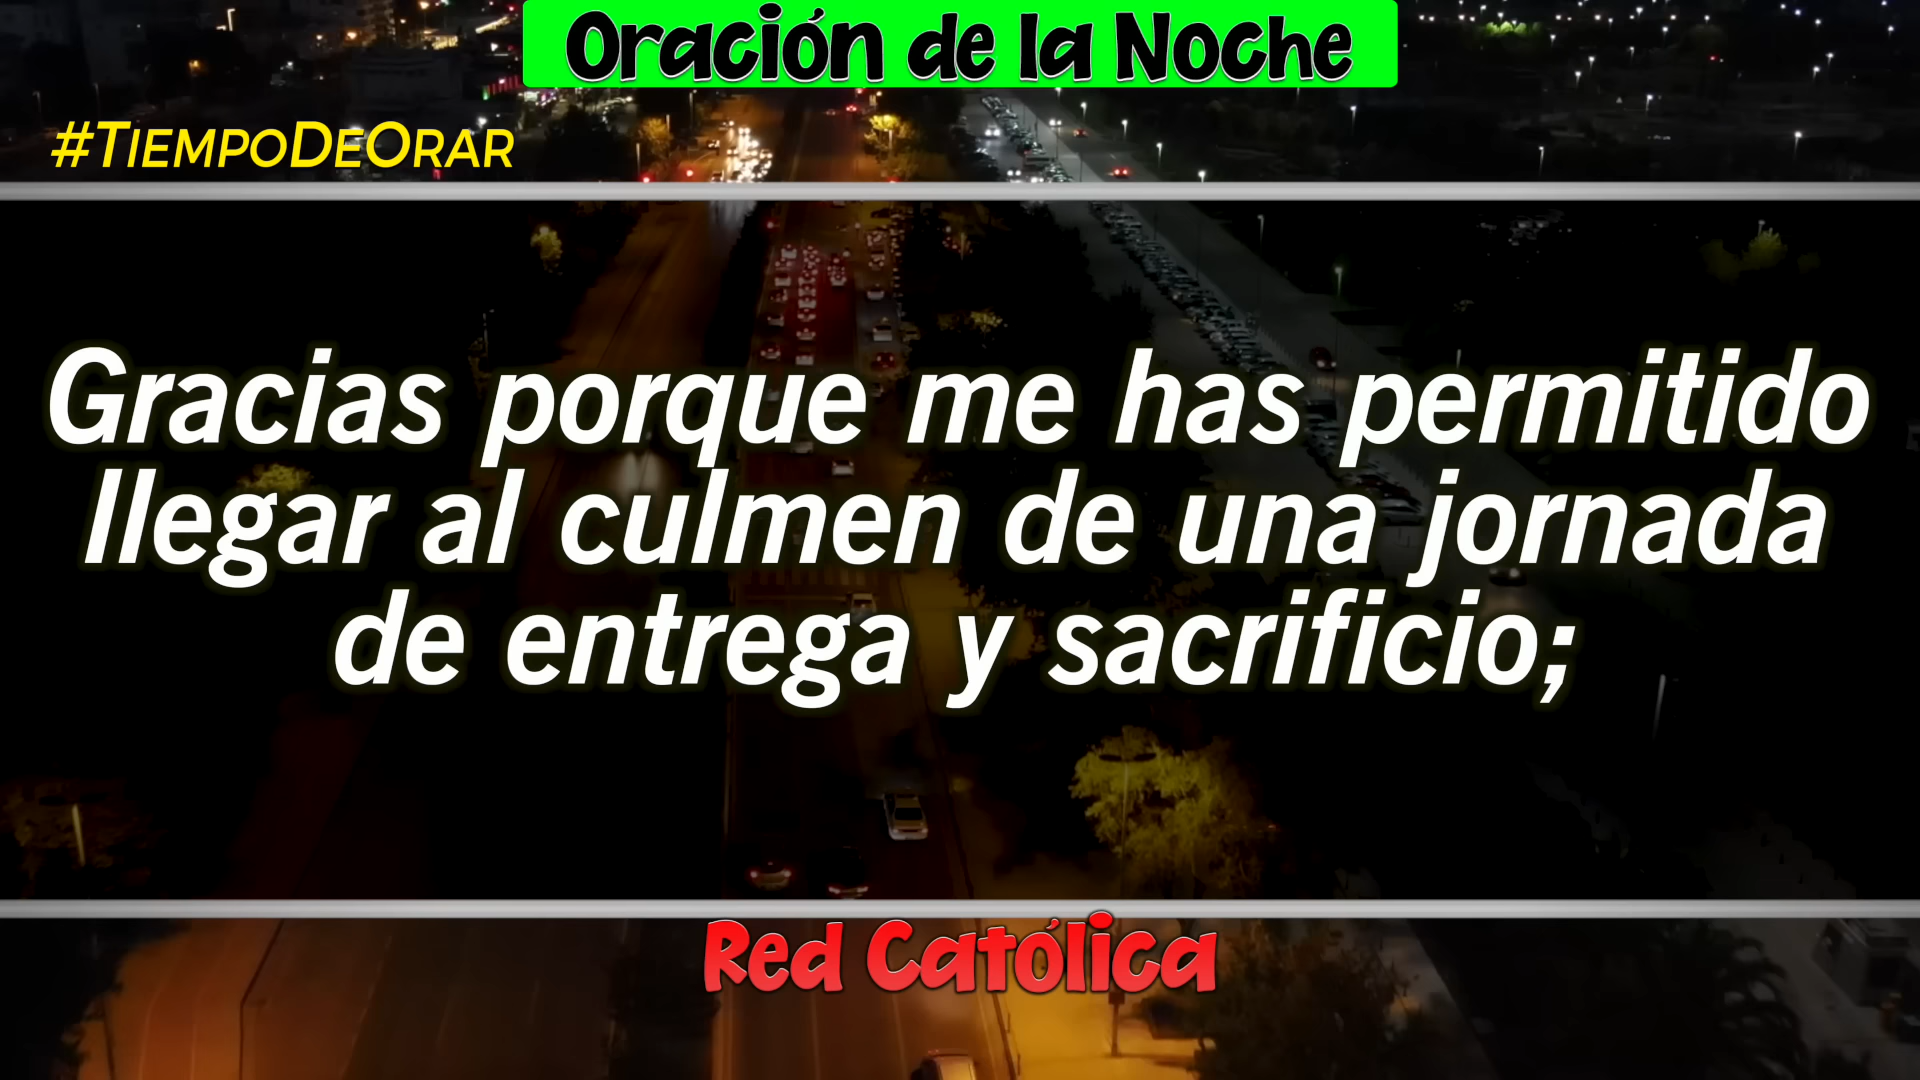 Oración de la Noche
#TiempoDeOrar
Gracias porque me has permitido
llegar al culmen de una jornada
de entrega y sacrificio;
Red Católica